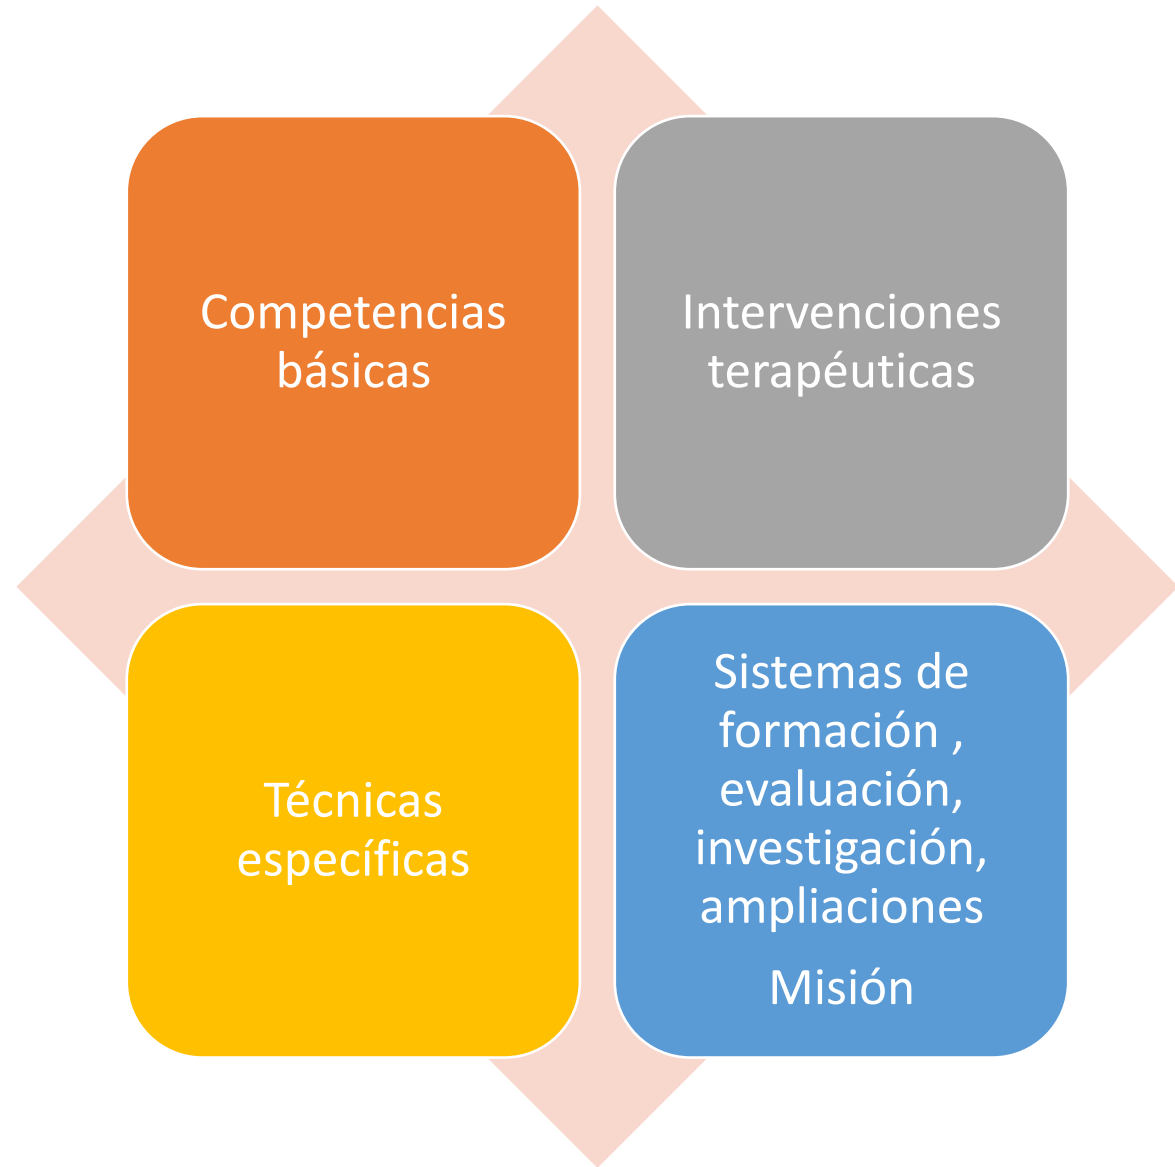 Competencias
básicas
Intervenciones
terapéuticas
Técnicas
específicas
Sistemas de
formación ,
evaluación,
investigación,
ampliaciones
Misión